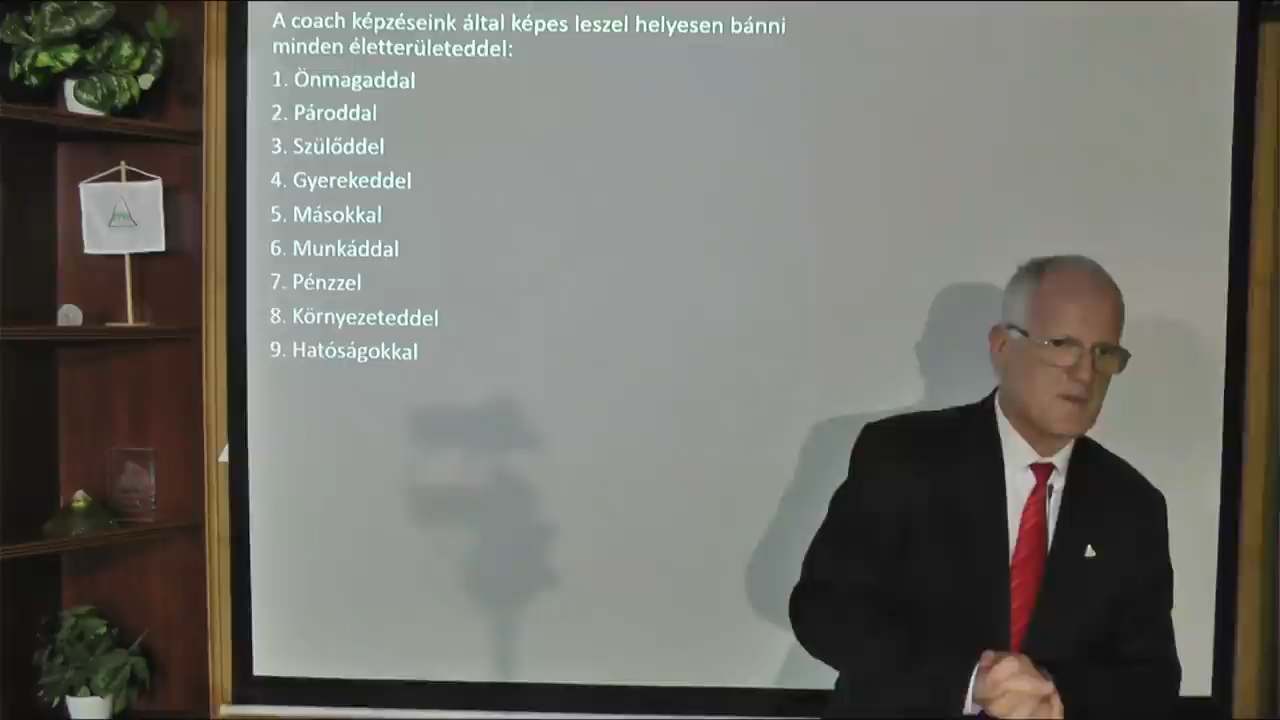 A coach képzéseink által képes leszel helyesen bánni
minden életterületeddel:
1. Önmagaddal
2. Pároddal
3. Szülőddel
4. Gyerekeddel
5. Másokkal
6. Munkáddal
7. Pénzzel
8. Környezeteddel
9. Hatóságokkal